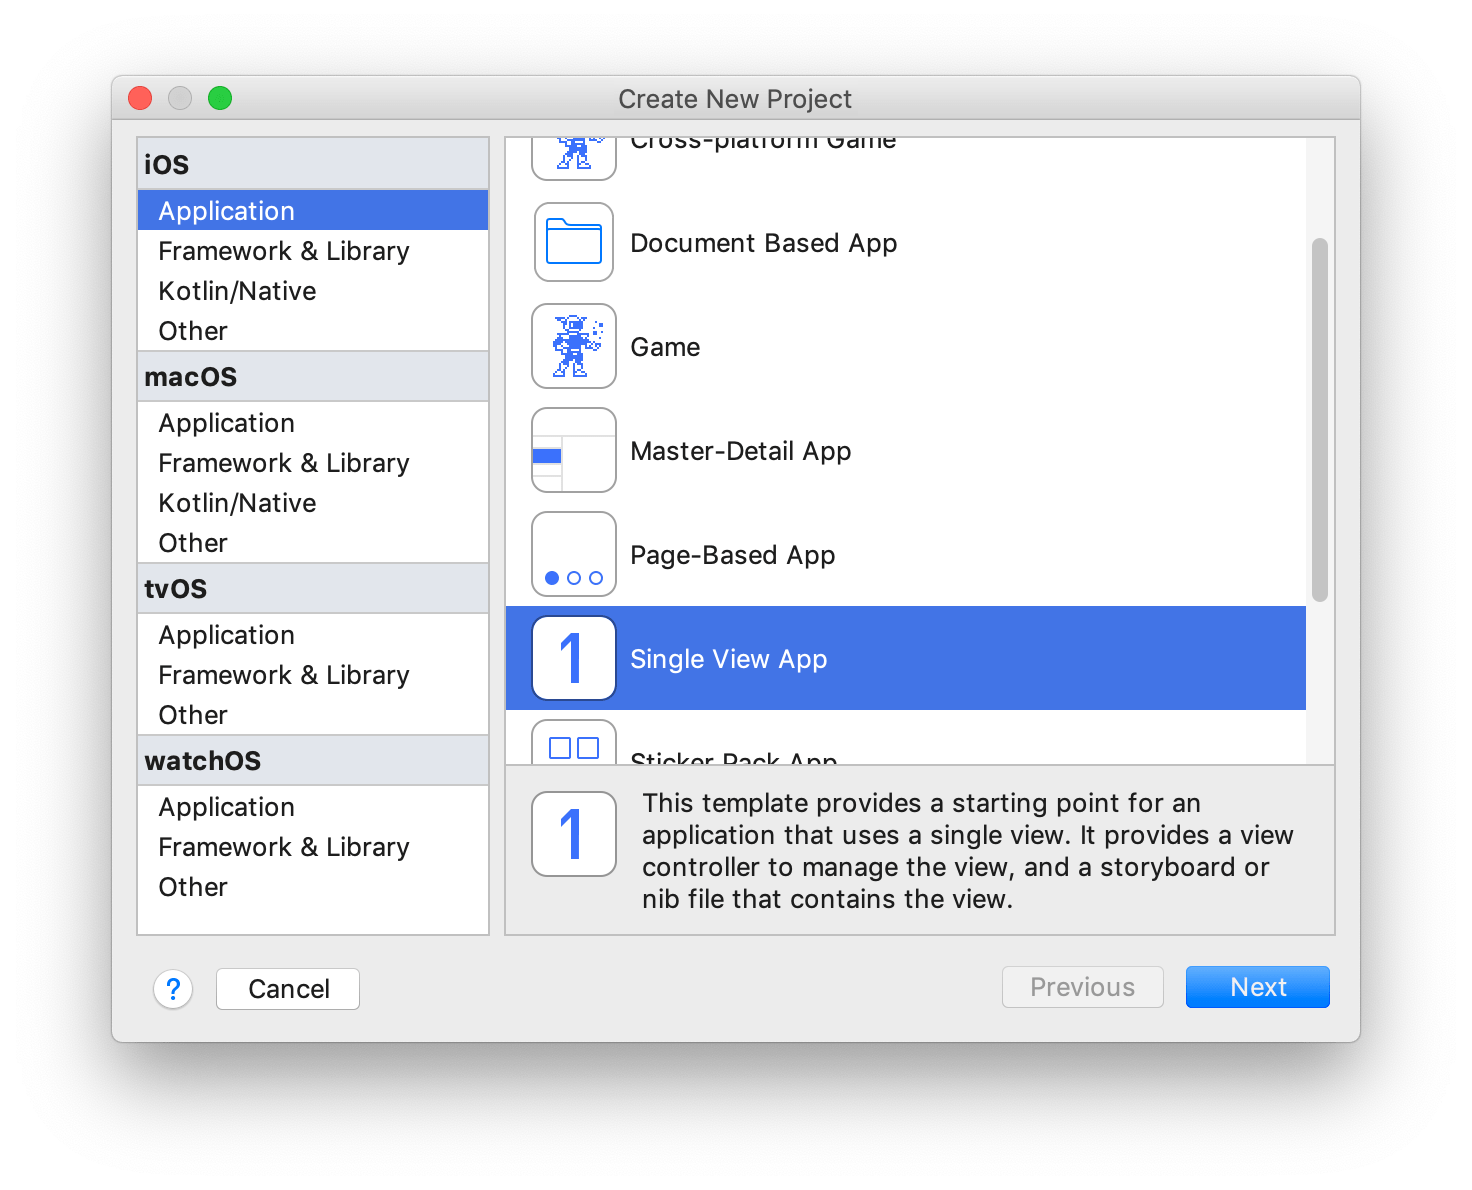 Create New Project
iOS
Application
Framework & Library
Kotlin/Native
Other
macOS
Application
Framework & Library
Kotlin/Native
Other
tvOS
Application
Framework & Library
Other
watchOS
Application
Framework & Library
Other
Cross-platform Game
Document Based App
Game
Master-Detail App
Page-Based App
1
Single View App
Sticker Pack App
1
This template provides a starting point for an
application that uses a single view. It provides a view
controller to manage the view, and a storyboard or
nib file that contains the view.
?
Cancel
Previous
Next